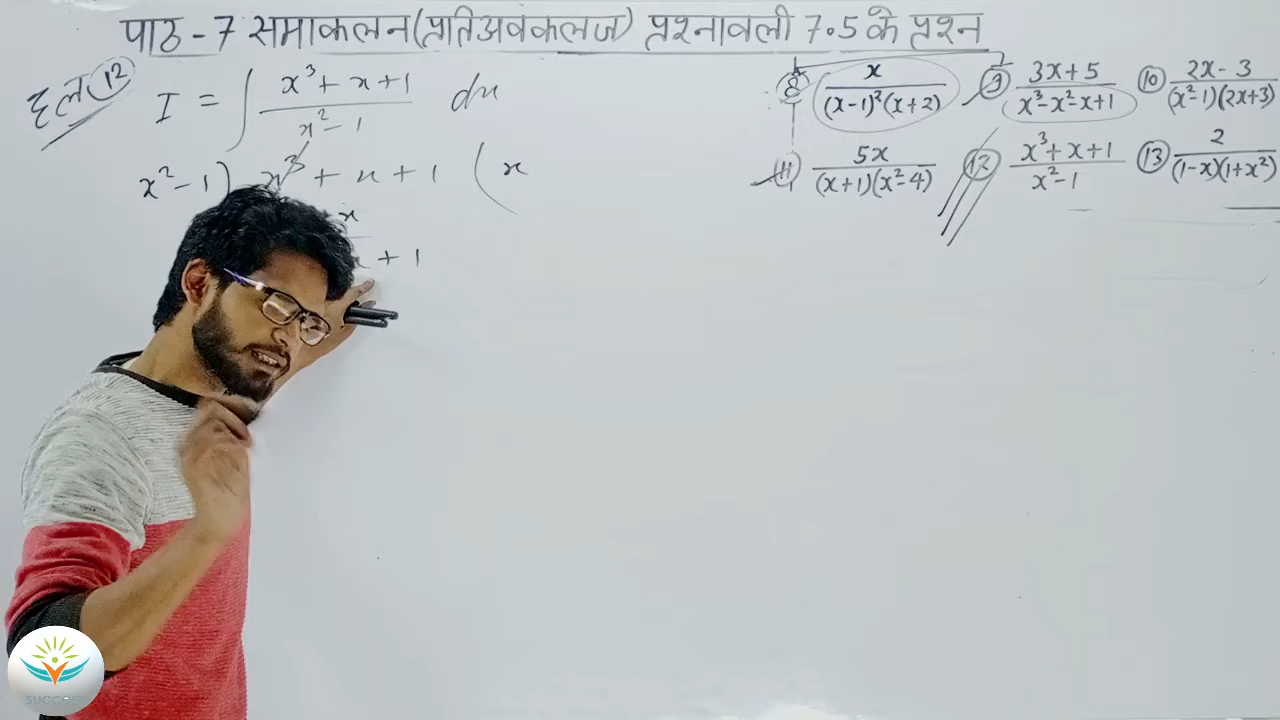 पाठ - 7 समाकलन (प्रतिअवकलज) प्रश्नावली 7.5 के प्रश्न
हल 12 I = ∫ x³ + x + 1 / x² - 1 dx
x² - 1) x³ + x + 1 (x
x
+ 1
8 x / (x-1)²(x+2) 9 3x+5 / x³-x²-x+1 10 2x-3 / (x²-1)(2x+3)
11 5x / (x+1)(x²-4) 12 x³+x+1 / x²-1 13 2 / (1-x)(1+x²)
SUCCESS